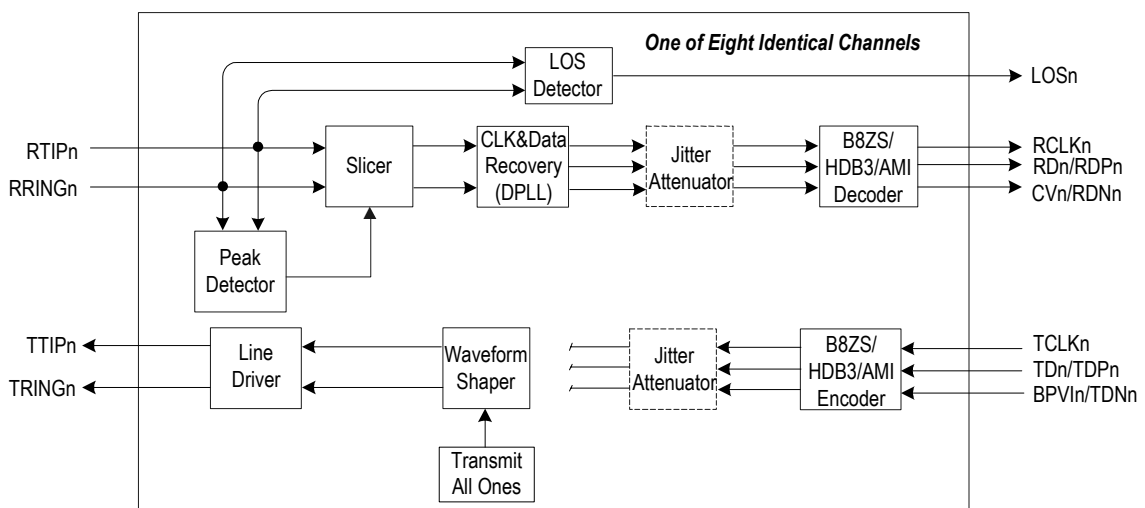 One of Eight Identical Channels
LOS
Detector
LOSn
RTIPn
RRINGn
Slicer
CLK&Data
Recovery
(DPLL)
Jitter
Attenuator
B8ZS/
HDB3/AMI
Decoder
RCLKn
RDn/RDPn
CVn/RDNn
Peak
Detector
TTIPn
TRINGn
Line
Driver
Waveform
Shaper
Jitter
Attenuator
B8ZS/
HDB3/AMI
Encoder
TCLKn
TDn/TDPn
BPVIn/TDNn
Transmit
All Ones